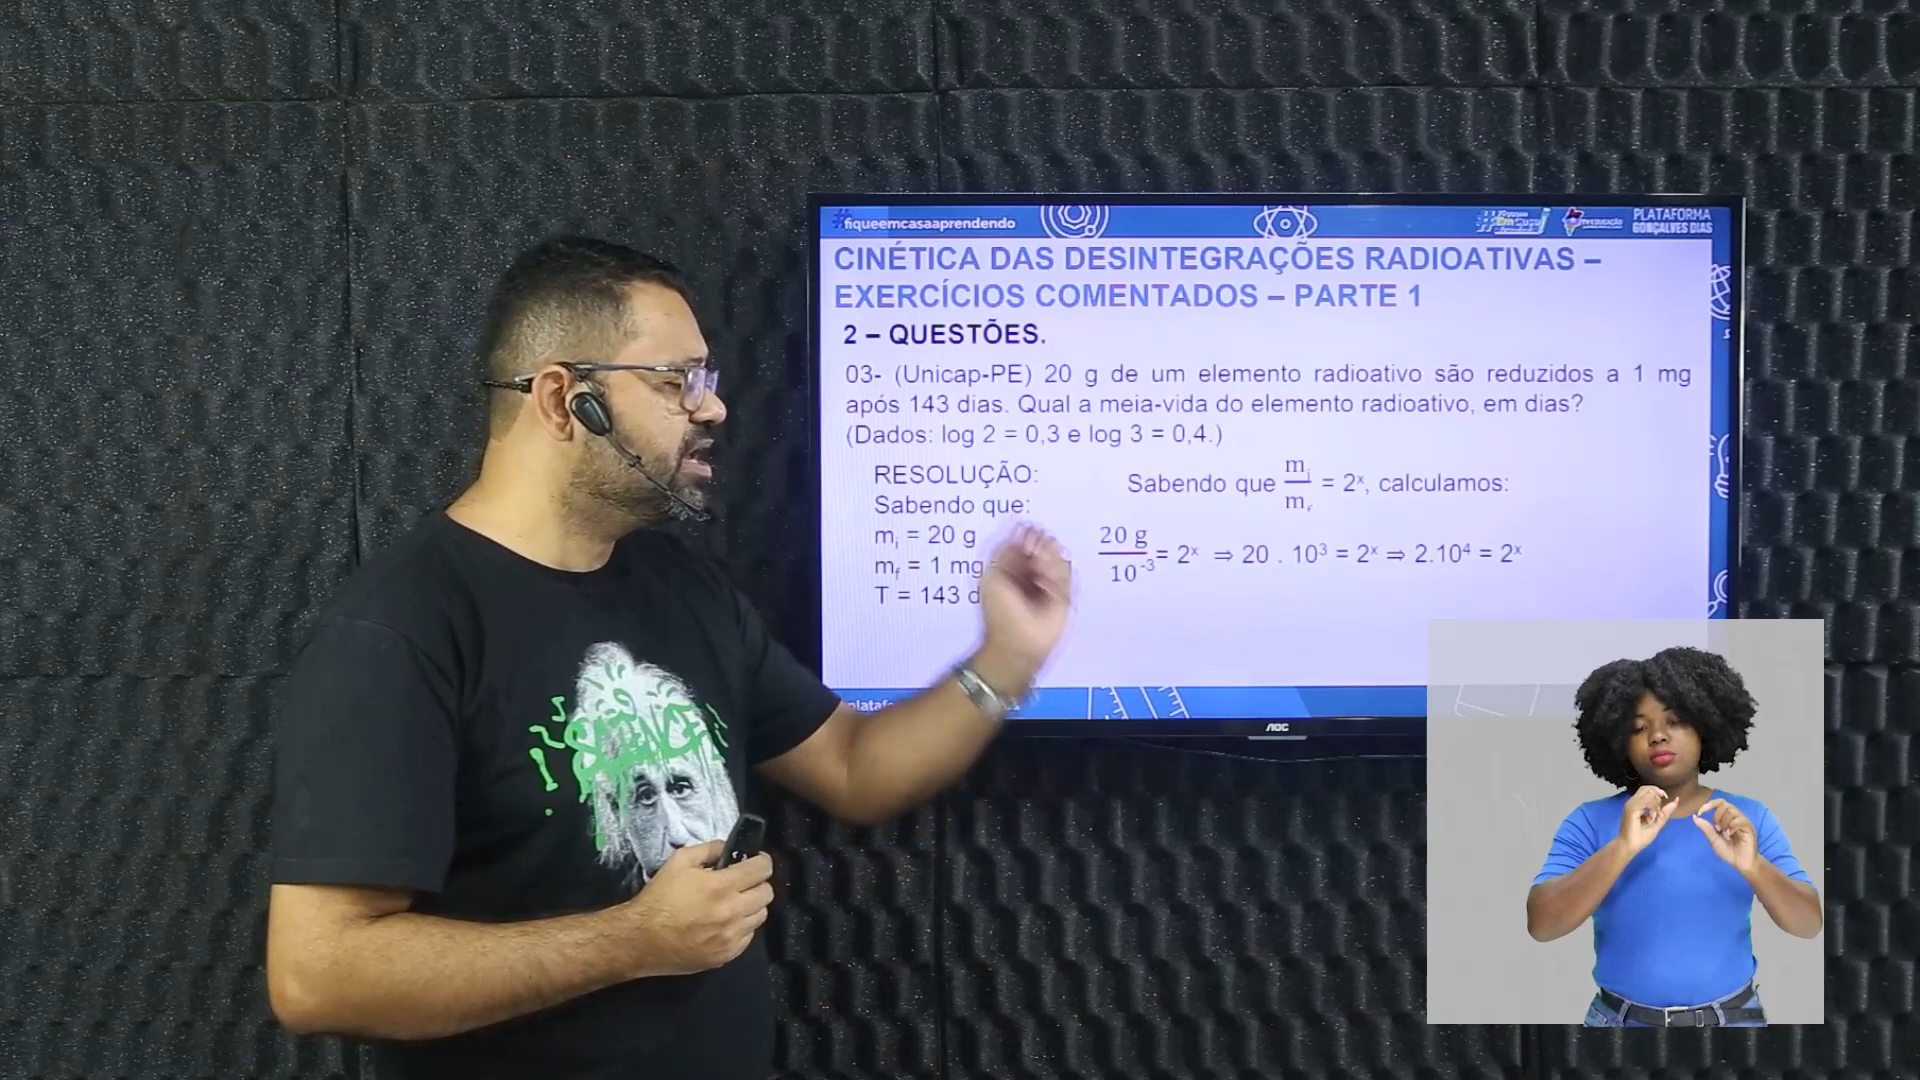 #fiqueemcasaaprendendo
PLATAFORMA
GONÇALVES DIAS
CINÉTICA DAS DESINTEGRAÇÕES RADIOATIVAS –
EXERCÍCIOS COMENTADOS – PARTE 1
2 – QUESTÕES.
03- (Unicap-PE) 20 g de um elemento radioativo são reduzidos a 1 mg
após 143 dias. Qual a meia-vida do elemento radioativo, em dias?
(Dados: log 2 = 0,3 e log 3 = 0,4.)
RESOLUÇÃO:
Sabendo que:
mᵢ = 20 g
m_f = 1 mg
T = 143 d
Sabendo que mᵢ/m = 2ˣ, calculamos:
20 g/10⁻³ = 2ˣ ⇒ 20 . 10³ = 2ˣ ⇒ 2.10⁴ = 2ˣ
SCIENCE
AOC